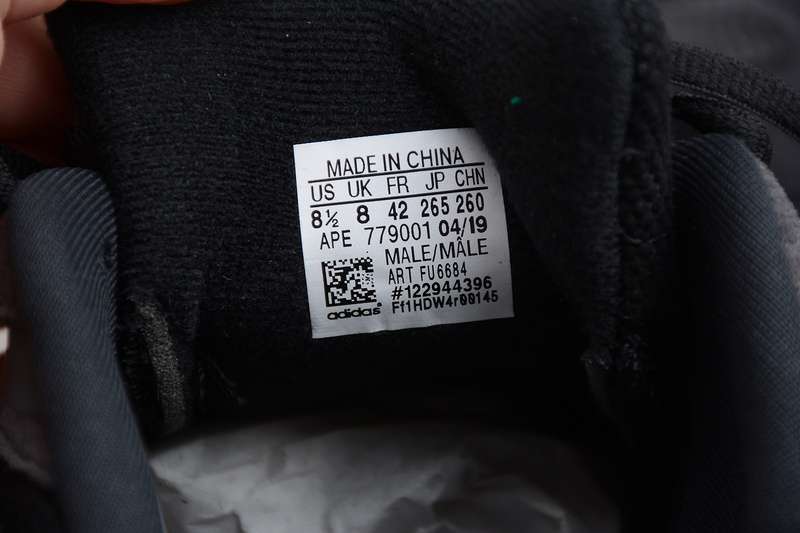 MADE IN CHINA
US UK FR JP CHN
8½ 8 42 265 260
APE 779001 04/19
MALE/MÂLE
ART FU6684
#122944396
Ff1HDW4r00145
adidas®